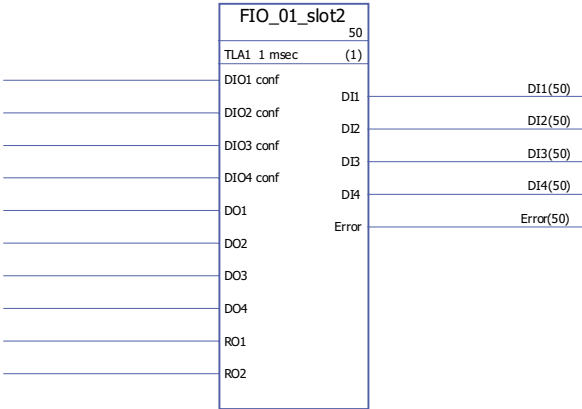 FIO_01_slot2
50
TLA1 1 msec (1)
DIO1 conf
DI1 DI1(50)
DIO2 conf
DI2 DI2(50)
DIO3 conf
DI3 DI3(50)
DIO4 conf
DI4 DI4(50)
DO1
Error Error(50)
DO2
DO3
DO4
RO1
RO2